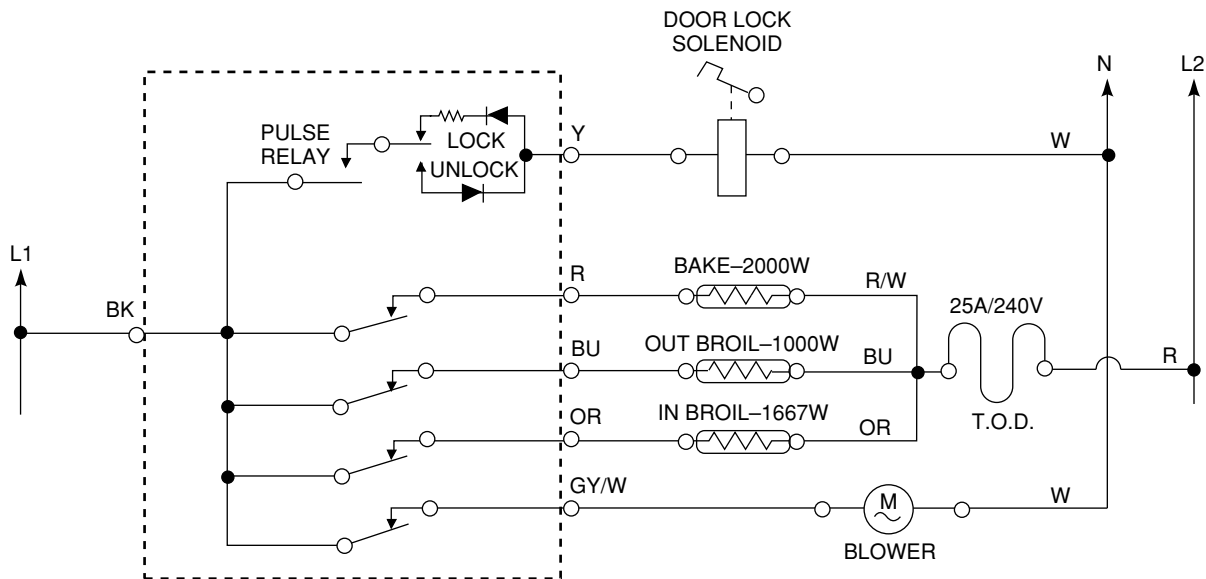 DOOR LOCK
SOLENOID
N
L2
PULSE
RELAY
LOCK
UNLOCK
Y
W
L1
BK
R
BAKE–2000W
R/W
25A/240V
BU
OUT BROIL–1000W
BU
R
T.O.D.
OR
IN BROIL–1667W
OR
GY/W
M
W
BLOWER